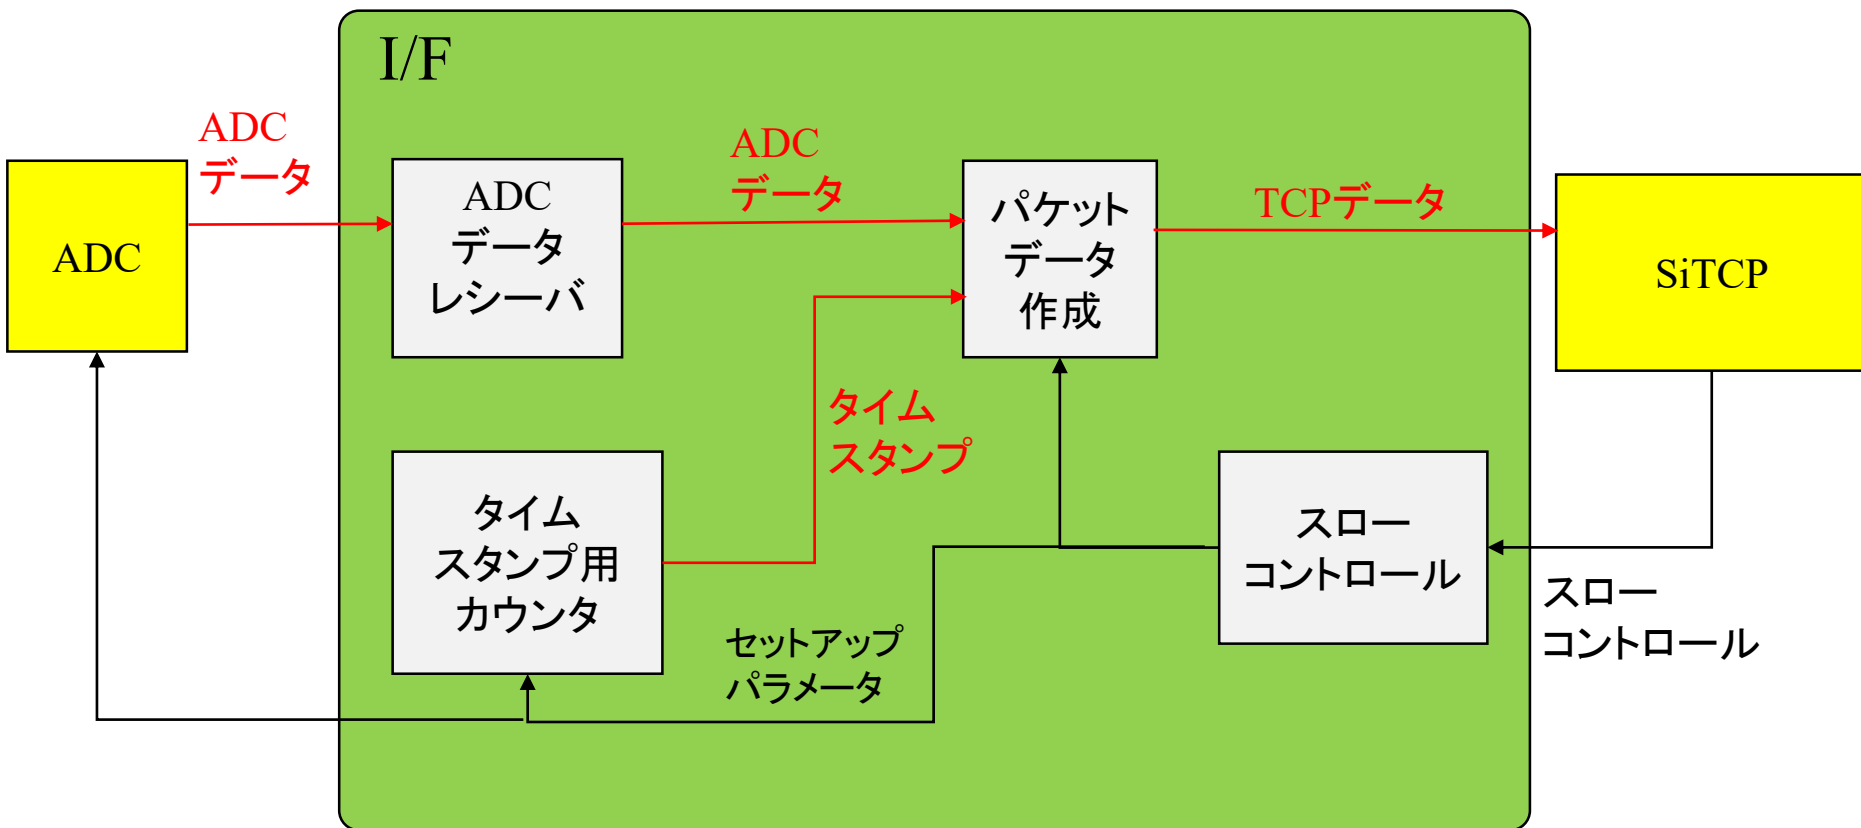 I/F
ADC
データ
ADC
ADC
データ
レシーバ
ADC
データ
パケット
データ
作成
TCPデータ
SiTCP
タイム
スタンプ
タイム
スタンプ用
カウンタ
スロー
コントロール
スロー
コントロール
セットアップ
パラメータ